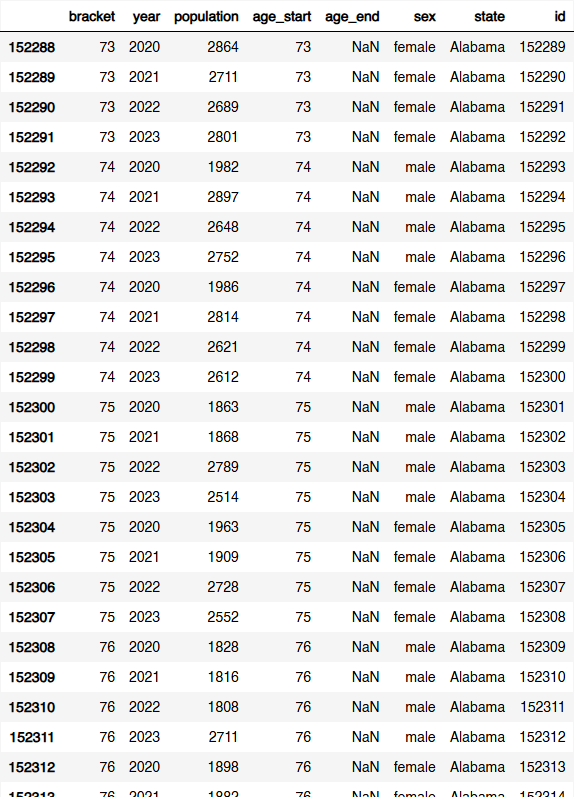 bracket year population age_start age_end sex state id
152288 73 2020 2864 73 NaN female Alabama 152289
152289 73 2021 2711 73 NaN female Alabama 152290
152290 73 2022 2689 73 NaN female Alabama 152291
152291 73 2023 2801 73 NaN female Alabama 152292
152292 74 2020 1982 74 NaN male Alabama 152293
152293 74 2021 2897 74 NaN male Alabama 152294
152294 74 2022 2648 74 NaN male Alabama 152295
152295 74 2023 2752 74 NaN male Alabama 152296
152296 74 2020 1986 74 NaN female Alabama 152297
152297 74 2021 2814 74 NaN female Alabama 152298
152298 74 2022 2621 74 NaN female Alabama 152299
152299 74 2023 2612 74 NaN female Alabama 152300
152300 75 2020 1863 75 NaN male Alabama 152301
152301 75 2021 1868 75 NaN male Alabama 152302
152302 75 2022 2789 75 NaN male Alabama 152303
152303 75 2023 2514 75 NaN male Alabama 152304
152304 75 2020 1963 75 NaN female Alabama 152305
152305 75 2021 1909 75 NaN female Alabama 152306
152306 75 2022 2728 75 NaN female Alabama 152307
152307 75 2023 2552 75 NaN female Alabama 152308
152308 76 2020 1828 76 NaN male Alabama 152309
152309 76 2021 1816 76 NaN male Alabama 152310
152310 76 2022 1808 76 NaN male Alabama 152311
152311 76 2023 2711 76 NaN male Alabama 152312
152312 76 2020 1898 76 NaN female Alabama 152313
152313 76 2021 1882 76 NaN female Alabama 152314